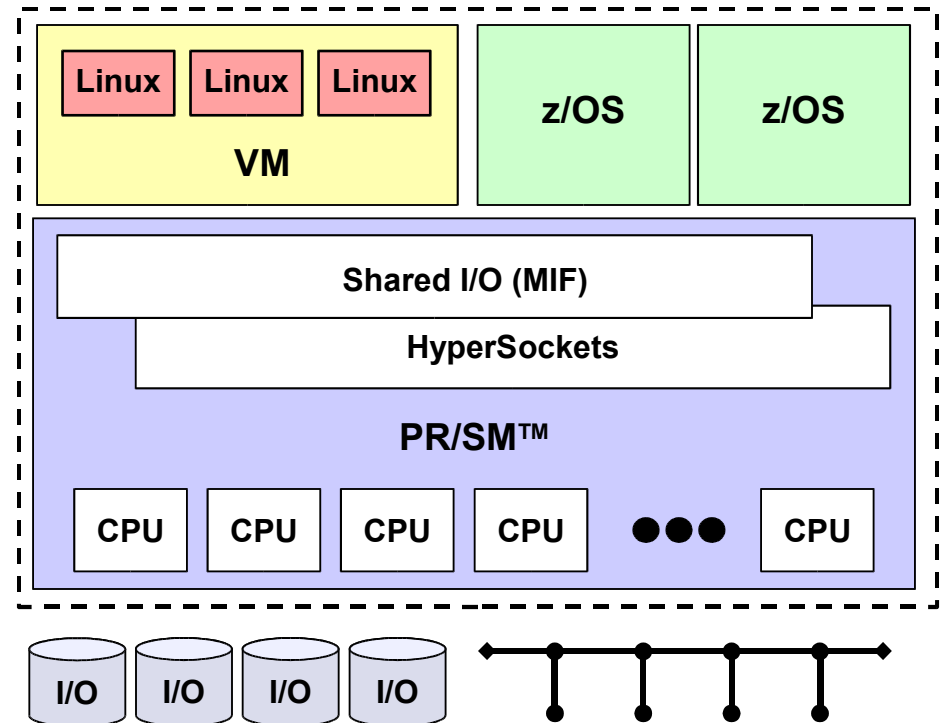 Linux Linux Linux
z/OS z/OS
VM
Shared I/O (MIF)
HyperSockets
PR/SM™
CPU CPU CPU CPU CPU
I/O I/O I/O I/O